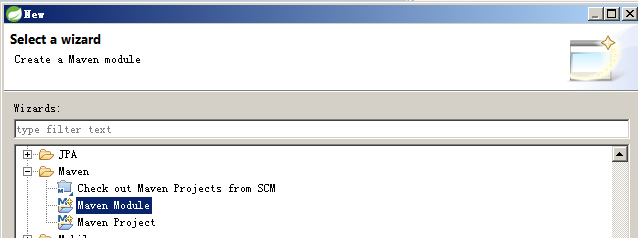 New
Select a wizard
Create a Maven module
Wizards:
type filter text
JPA
Maven
Check out Maven Projects from SCM
Maven Module
Maven Project